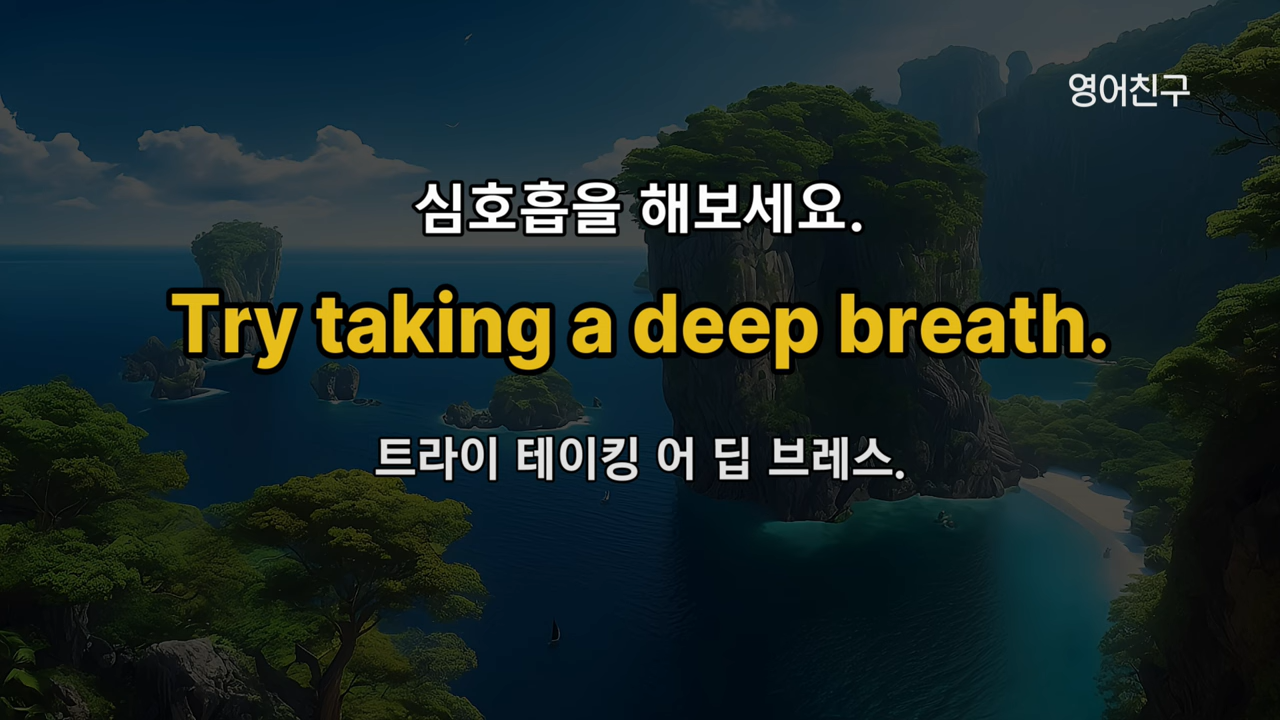 영어친구
심호흡을 해보세요.
Try taking a deep breath.
트라이 테이킹 어 딥 브레스.